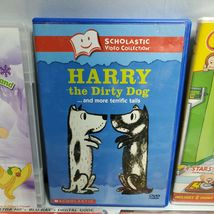 SCHOLASTIC
VIDEO COLLECTION
HARRY
the Dirty Dog
...and more terrific tails
SCHOLASTIC
DVD